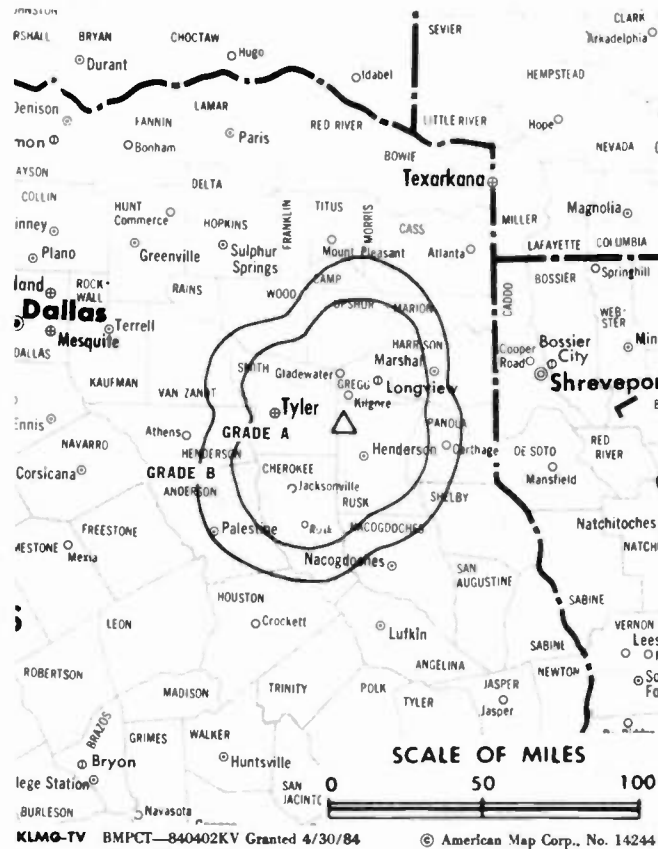 CLARK
SEVIER
BRYAN
CHOCTAW
Arkadelphia
Hugo
Durant
Idabel
HEMPSTEAD
LAMAR
FANNIN
RED RIVER
LITTLE RIVER
Hope
Paris
Bonham
BOWIE
NEVADA
COLLIN
DELTA
Texarkana
HUNT
Commerce
HOPKINS
FRANKLIN
TITUS
MORRIS
CASS
MILLER
Magnolia
Plano
Greenville
Sulphur
Springs
Mount Pleasant
Atlanta
LAFAYETTE
COLUMBIA
BOSSIER
Springhill
ROCK-
WALL
RAINS
WOOD
CAMP
UPSHUR
MARION
CADDO
WEB-
STER
Dallas
Terrell
Mesquite
HARRISON
Cooper
Road
Bossier
City
DALLAS
KAUFMAN
SMITH
Gladewater
GREGG
Marshal
Longview
Kilgore
VAN ZANDT
Tyler
Ennis
NAVARRO
Athens
GRADE A
PANOLA
RED
RIVER
HENDERSON
Henderson
Carthage
DE SOTO
Corsicana
GRADE B
ANDERSON
CHEROKEE
Jacksonville
Mansfield
RUSK
SHELBY
FREESTONE
Palestine
Rusk
NACOGDOCHES
Natchitoches
Mexia
Nacogdoches
SAN
AUGUSTINE
HOUSTON
SABINE
LEON
Crockett
Lufkin
VERNON
SABINE
ANGELINA
NEWTON
ROBERTSON
MADISON
TRINITY
POLK
TYLER
JASPER
Jasper
BRAZOS
GRIMES
WALKER
Bryon
Huntsville
SCALE OF MILES
lege Station
SAN
JACINTO
0 50 100
BURLESON
Navasota
KLMG-TV BMPCT—840402KV Granted 4/30/84 © American Map Corp., No. 14244